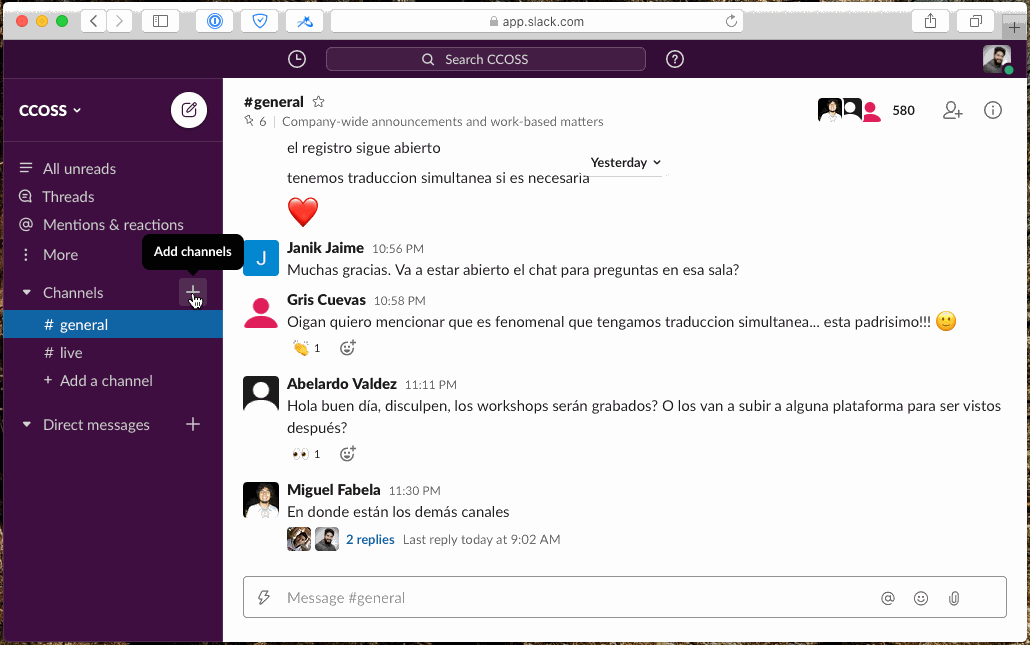 app.slack.com
Search CCOSS
CCOSS
All unreads
Threads
@ Mentions & reactions
More
Add channels
Channels +
# general
# live
+ Add a channel
Direct messages +
#general
6 | Company-wide announcements and work-based matters
580
el registro sigue abierto
Yesterday
tenemos traduccion simultanea si es necesaria
❤️
J
Janik Jaime 10:56 PM
Muchas gracias. Va a estar abierto el chat para preguntas en esa sala?
Gris Cuevas 10:58 PM
Oigan quiero mencionar que es fenomenal que tengamos traduccion simultanea... esta padrisimo!!! 🙂
👏 1
Abelardo Valdez 11:11 PM
Hola buen día, disculpen, los workshops serán grabados? O los van a subir a alguna plataforma para ser vistos
después?
👀 1
Miguel Fabela 11:30 PM
En donde están los demás canales
2 replies Last reply today at 9:02 AM
Message #general @